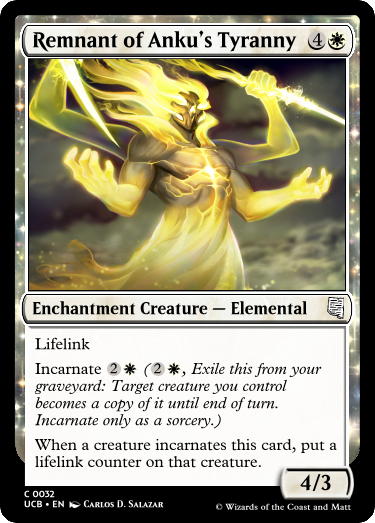 Remnant of Anku's Tyranny 4
Enchantment Creature — Elemental
Lifelink
Incarnate 2 (2, Exile this from your
graveyard: Target creature you control
becomes a copy of it until end of turn.
Incarnate only as a sorcery.)
When a creature incarnates this card, put a
lifelink counter on that creature.
4/3
C 0032
UCB • EN Carlos D. Salazar
© Wizards of the Coast and Matt